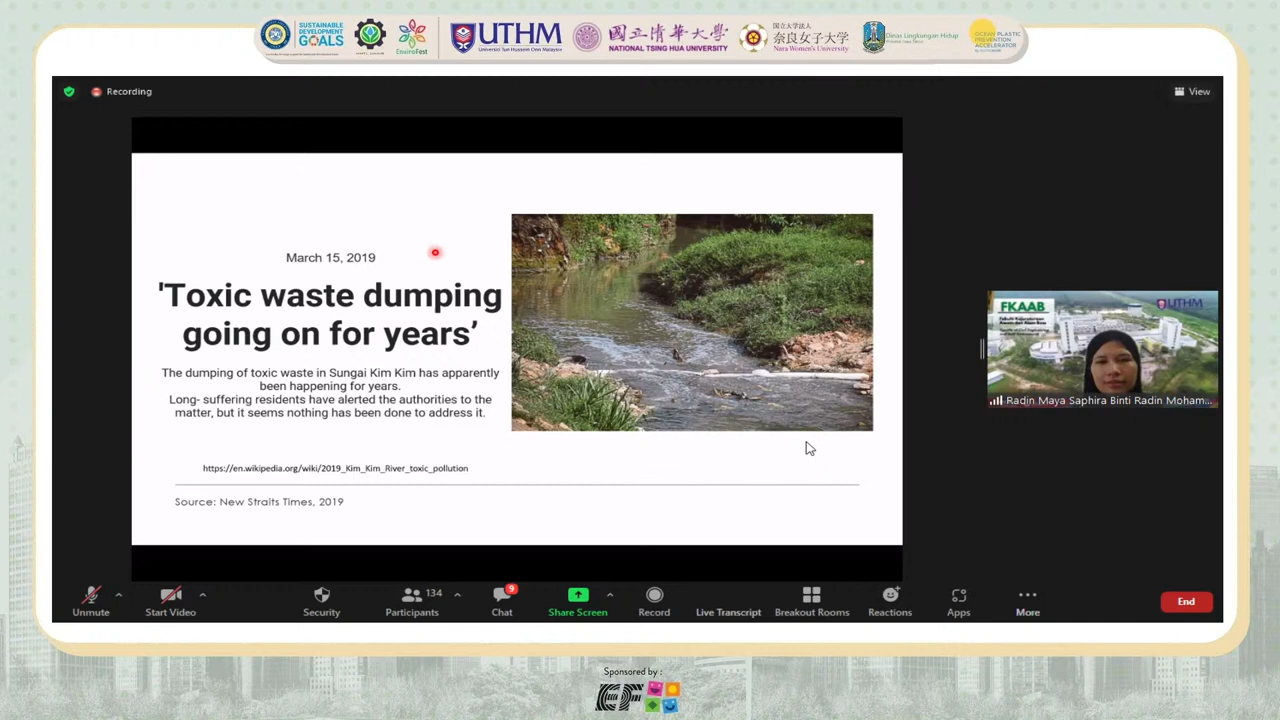 SUSTAINABLE
DEVELOPMENT
GOALS
EnviroFest
UTHM
Universiti Tun Hussein Onn Malaysia
國立清華大學
NATIONAL TSING HUA UNIVERSITY
国立大学法人
奈良女子大学
Nara Women's University
Dinas Lingkungan Hidup
OCEAN PLASTIC
PREVENTION
ACCELERATOR
Recording
View
March 15, 2019
'Toxic waste dumping
going on for years’
The dumping of toxic waste in Sungai Kim Kim has apparently
been happening for years.
Long- suffering residents have alerted the authorities to the
matter, but it seems nothing has been done to address it.
https://en.wikipedia.org/wiki/2019_Kim_Kim_River_toxic_pollution
Source: New Straits Times, 2019
FKAAB
UTHM
Radin Maya Saphira Binti Radin Moham...
Unmute
Start Video
Security
134
Participants
9
Chat
Share Screen
Record
Live Transcript
Breakout Rooms
Reactions
Apps
More
End
Sponsored by :
EF